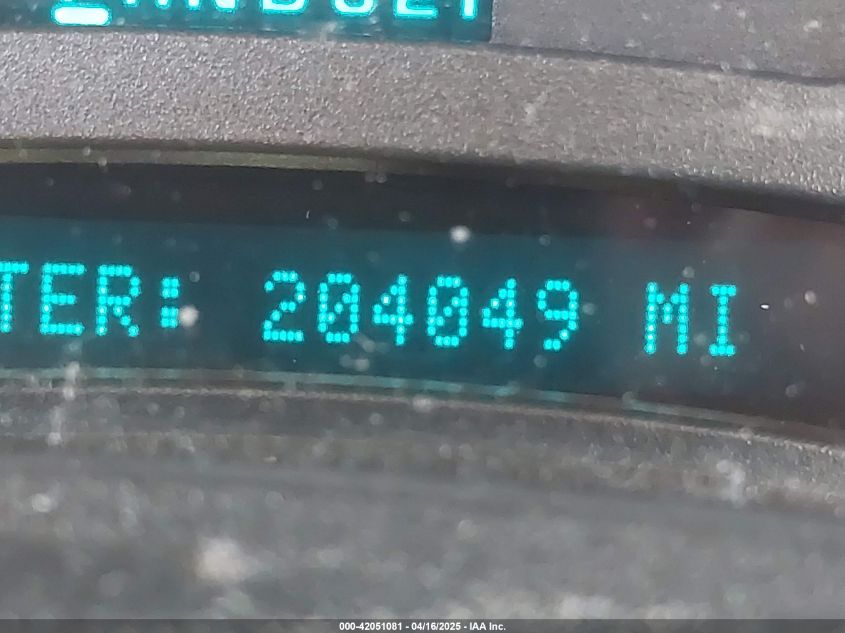 TER: 204049 MI
000-42051081 - 04/16/2025 - IAA Inc.